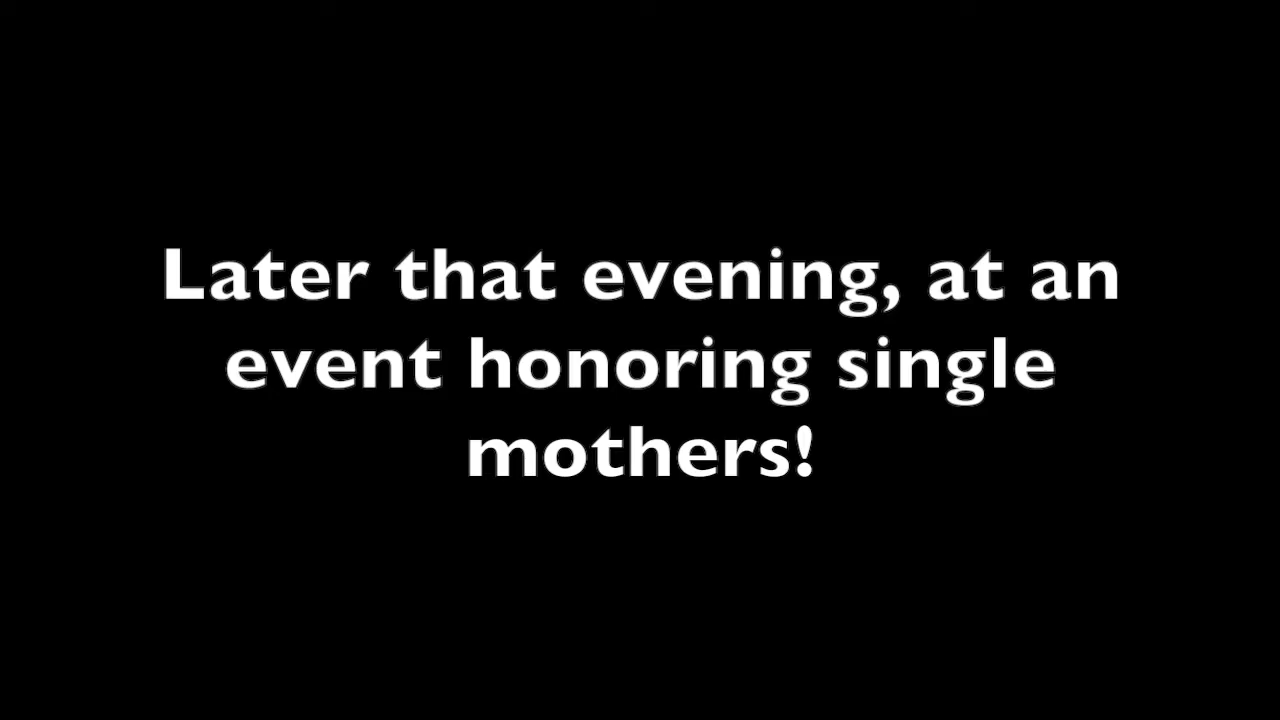 Later that evening, at an
event honoring single
mothers!